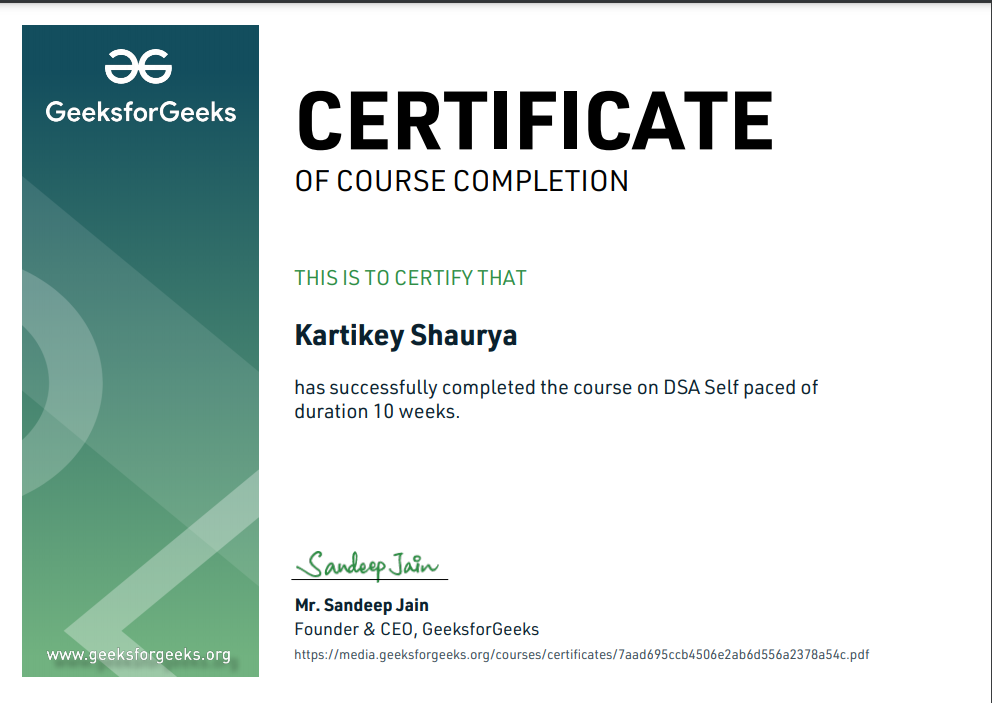 GeeksforGeeks
CERTIFICATE
OF COURSE COMPLETION
THIS IS TO CERTIFY THAT
Kartikey Shaurya
has successfully completed the course on DSA Self paced of
duration 10 weeks.
Sandeep Jain
Mr. Sandeep Jain
Founder & CEO, GeeksforGeeks
https://media.geeksforgeeks.org/courses/certificates/7aad695ccb4506e2ab6d556a2378a54c.pdf
www.geeksforgeeks.org